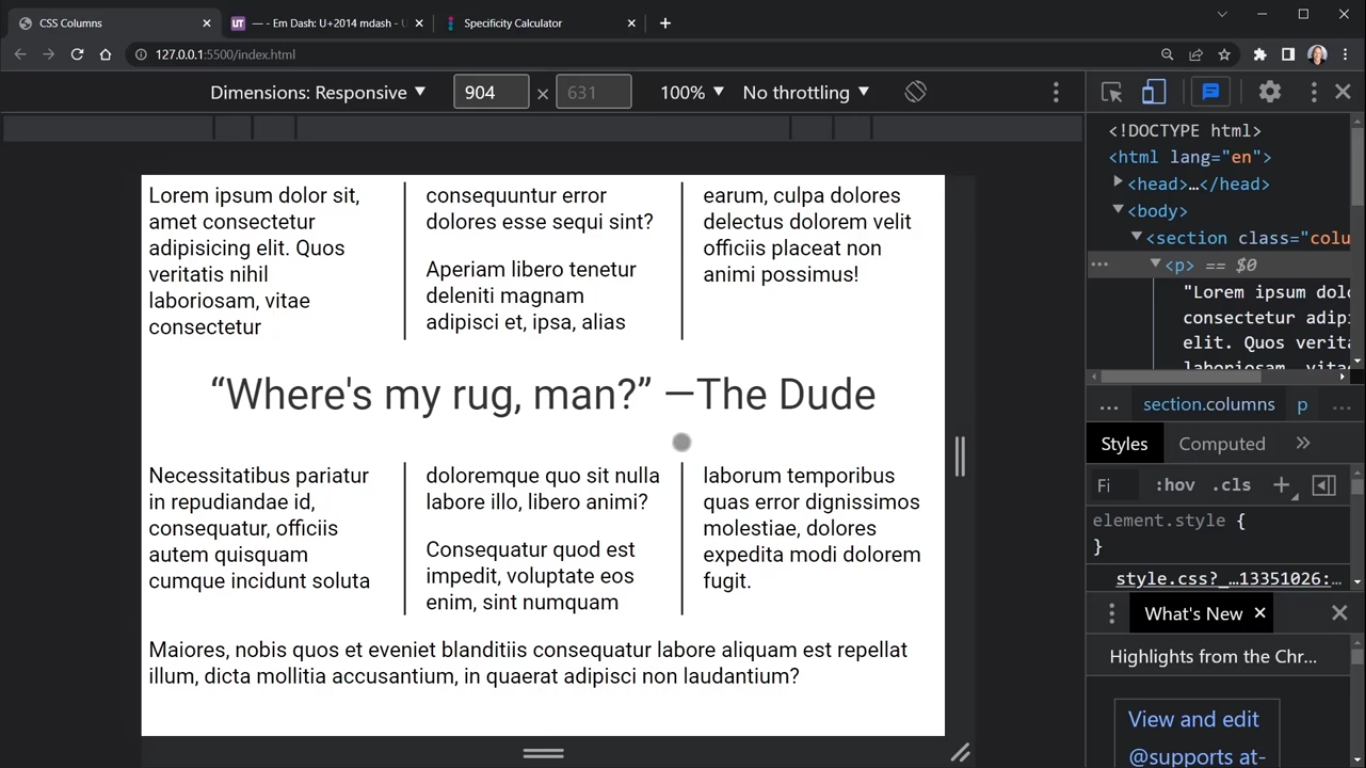 CSS Columns
— - Em Dash: U+2014 mdash -
Specificity Calculator
127.0.0.1:5500/index.html
Dimensions: Responsive
904 × 631
100%
No throttling
Lorem ipsum dolor sit,
amet consectetur
adipisicing elit. Quos
veritatis nihil
laboriosam, vitae
consectetur
consequuntur error
dolores esse sequi sint?
Aperiam libero tenetur
deleniti magnam
adipisci et, ipsa, alias
earum, culpa dolores
delectus dolorem velit
officiis placeat non
animi possimus!
“Where's my rug, man?” —The Dude
Necessitatibus pariatur
in repudiandae id,
consequatur, officiis
autem quisquam
cumque incidunt soluta
doloremque quo sit nulla
labore illo, libero animi?
Consequatur quod est
impedit, voluptate eos
enim, sint numquam
laborum temporibus
quas error dignissimos
molestiae, dolores
expedita modi dolorem
fugit.
Maiores, nobis quos et eveniet blanditiis consequatur labore aliquam est repellat
illum, dicta mollitia accusantium, in quaerat adipisci non laudantium?
<!DOCTYPE html>
<html lang="en">
<head>…</head>
<body>
<section class="colu
<p> == $0
"Lorem ipsum dolo
consectetur adipi
elit. Quos verita
laboriosam, vitae
... section.columns p ...
Styles Computed
Fi :hov .cls
element.style {
}
style.css?_…13351026:…
What's New
Highlights from the Chr...
View and edit
@supports at-